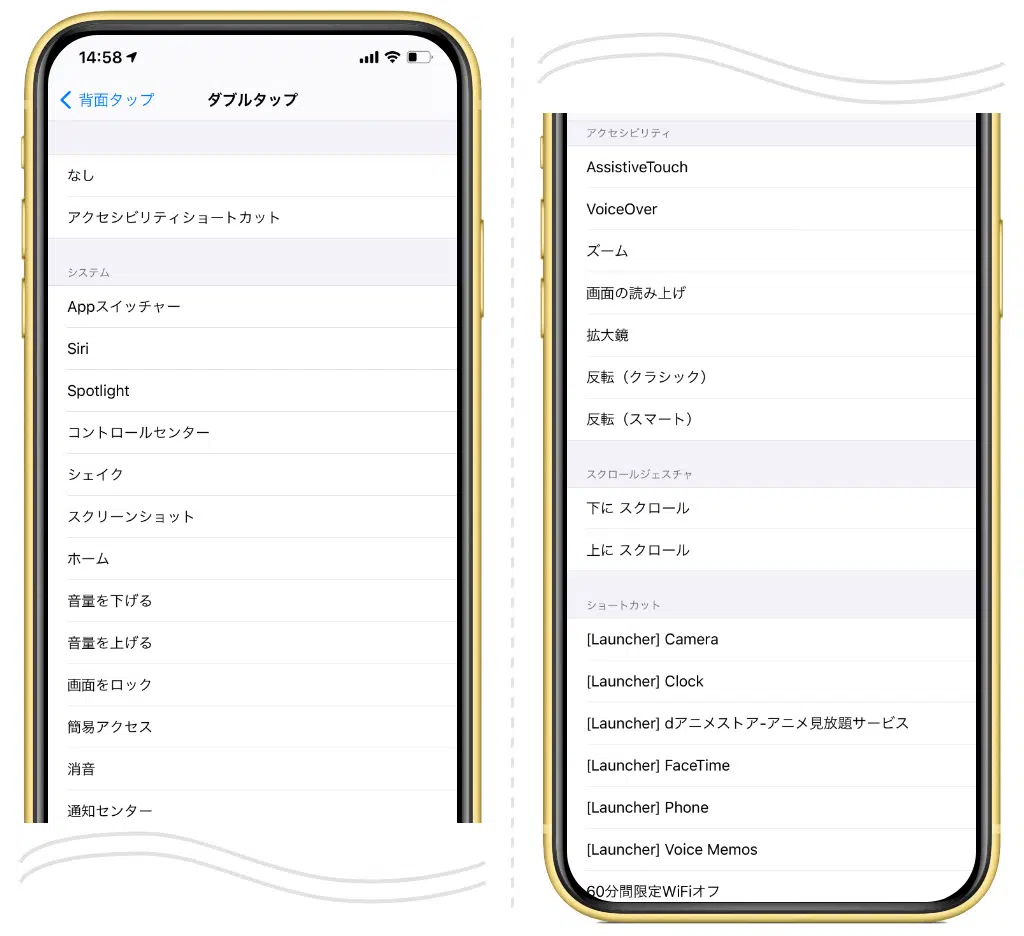 14:58
背面タップ
ダブルタップ
なし
アクセシビリティショートカット
システム
Appスイッチャー
Siri
Spotlight
コントロールセンター
シェイク
スクリーンショット
ホーム
音量を下げる
音量を上げる
画面をロック
簡易アクセス
消音
通知センター
アクセシビリティ
AssistiveTouch
VoiceOver
ズーム
画面の読み上げ
拡大鏡
反転（クラシック）
反転（スマート）
スクロールジェスチャ
下に スクロール
上に スクロール
ショートカット
[Launcher] Camera
[Launcher] Clock
[Launcher] dアニメストア-アニメ見放題サービス
[Launcher] FaceTime
[Launcher] Phone
[Launcher] Voice Memos
60分間限定WiFiオフ